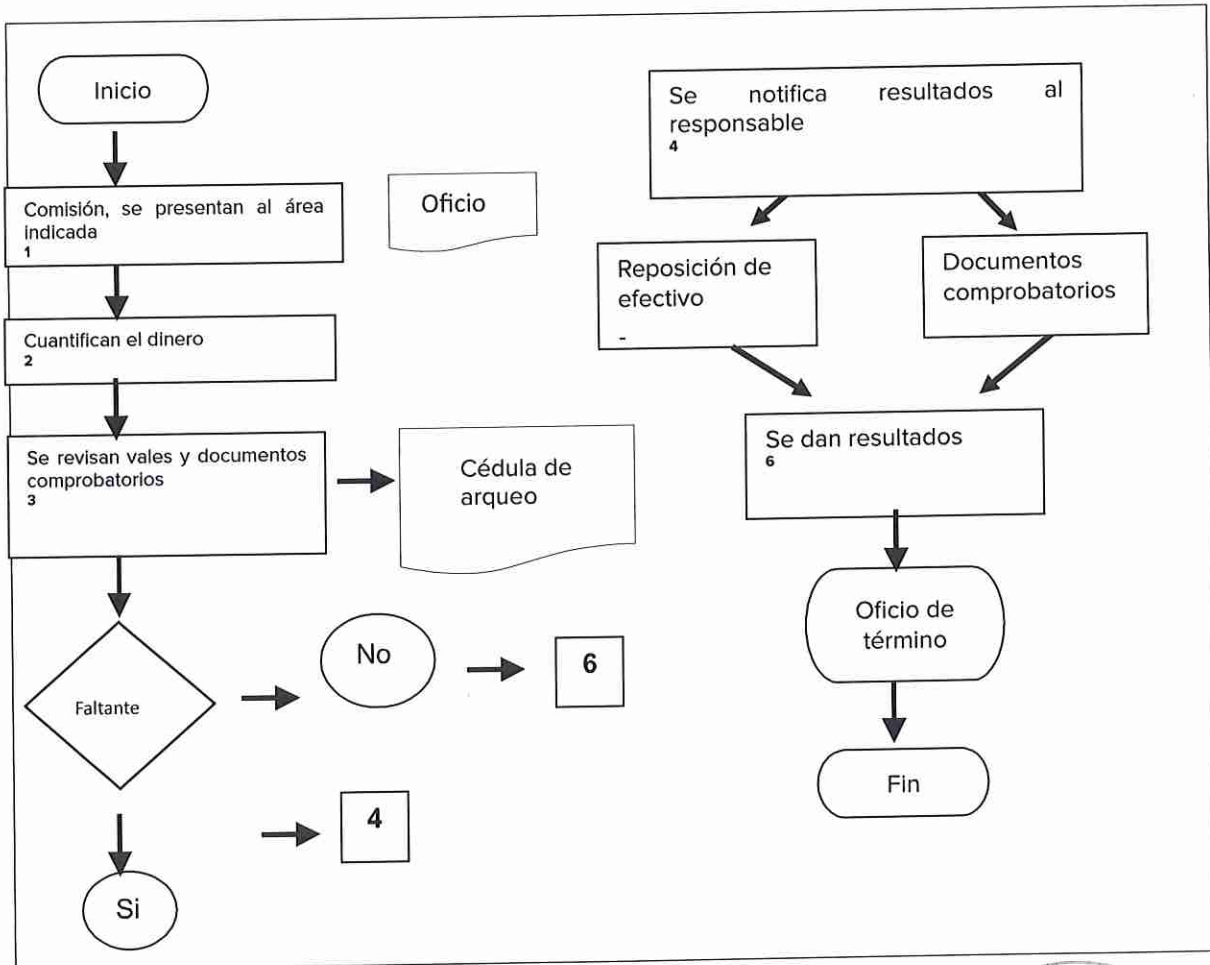 Inicio
Comisión, se presentan al área
indicada
1
Oficio
Cuantifican el dinero
2
Se revisan vales y documentos
comprobatorios
3
Cédula de
arqueo
Faltante
No
6
4
Si
Se notifica resultados al
responsable
4
Reposición de
efectivo
-
Documentos
comprobatorios
Se dan resultados
6
Oficio de
término
Fin